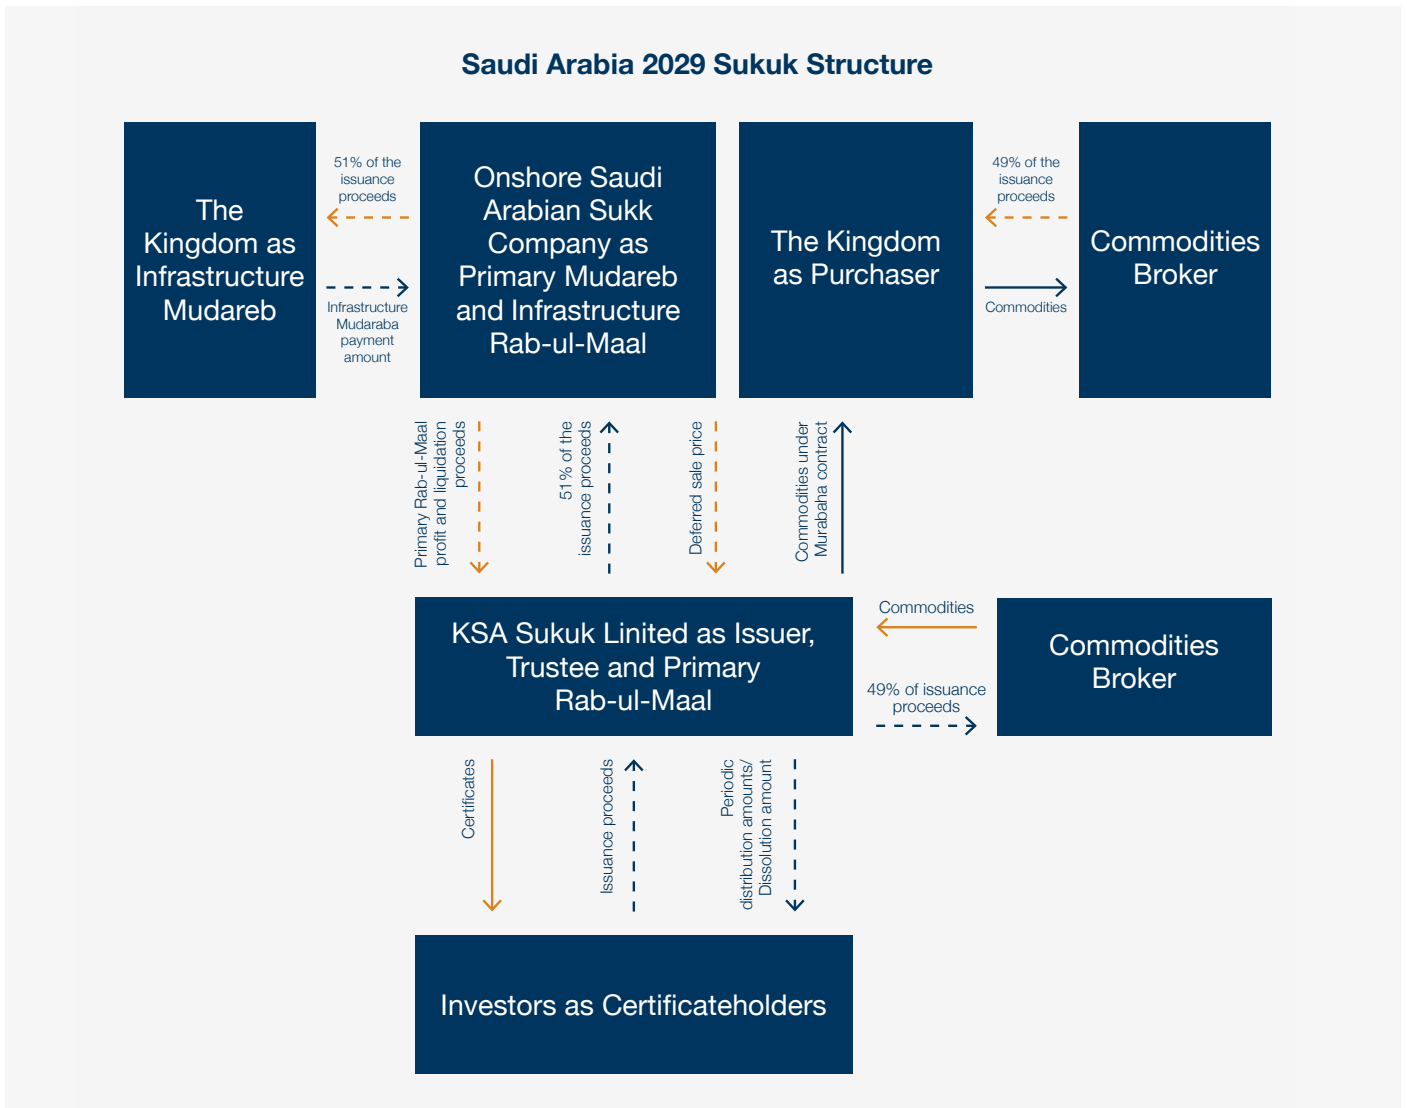 Saudi Arabia 2029 Sukuk Structure
The
Kingdom as
Infrastructure
Mudareb
51% of the
issuance
proceeds
Infrastructure
Mudaraba
payment
amount
Onshore Saudi
Arabian Sukk
Company as
Primary Mudareb
and Infrastructure
Rab-ul-Maal
The Kingdom
as Purchaser
49% of the
issuance
proceeds
Commodities
Commodities
Broker
Primary Rab-ul-Maal
profit and liquidation
proceeds
51% of the
issuance proceeds
Deferred sale price
Commodities under
Murabaha contract
KSA Sukuk Linited as Issuer,
Trustee and Primary
Rab-ul-Maal
Commodities
49% of issuance
proceeds
Commodities
Broker
Certificates
Issuance proceeds
Periodic
distribution amounts/
Dissolution amount
Investors as Certificateholders